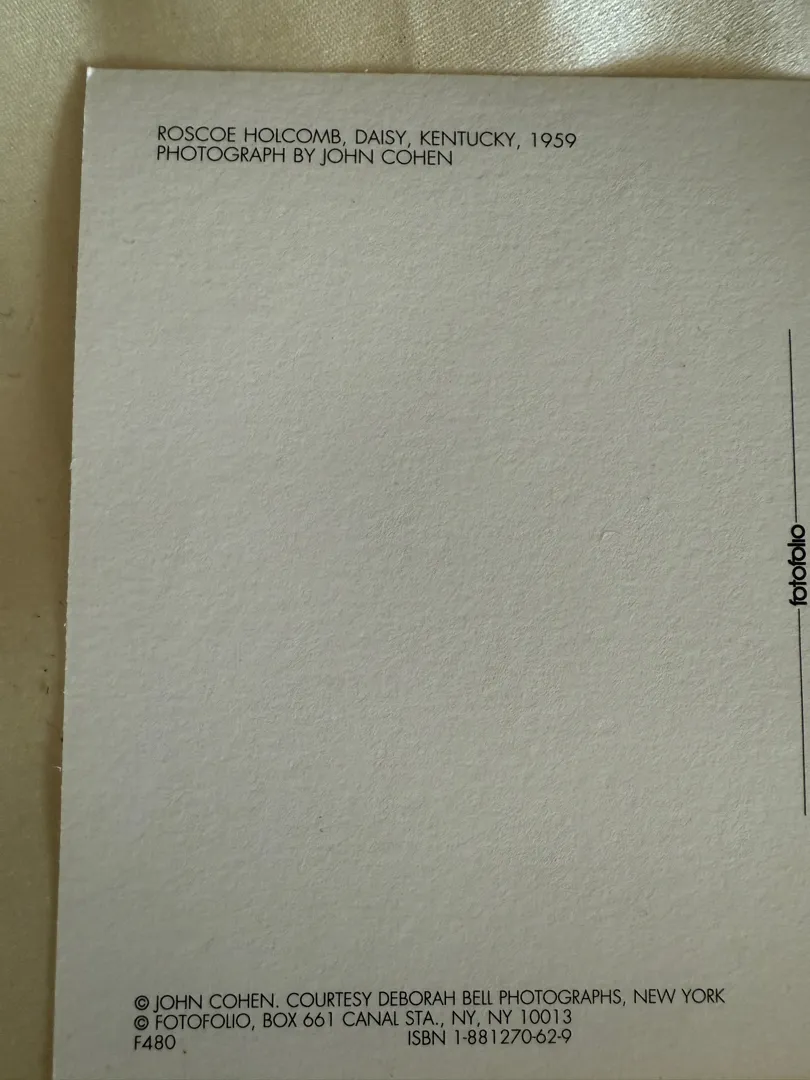 ROSCOE HOLCOMB, DAISY, KENTUCKY, 1959
PHOTOGRAPH BY JOHN COHEN
fotofolio
© JOHN COHEN. COURTESY DEBORAH BELL PHOTOGRAPHS, NEW YORK
© FOTOFOLIO, BOX 661 CANAL STA., NY, NY 10013
F480 ISBN 1-881270-62-9